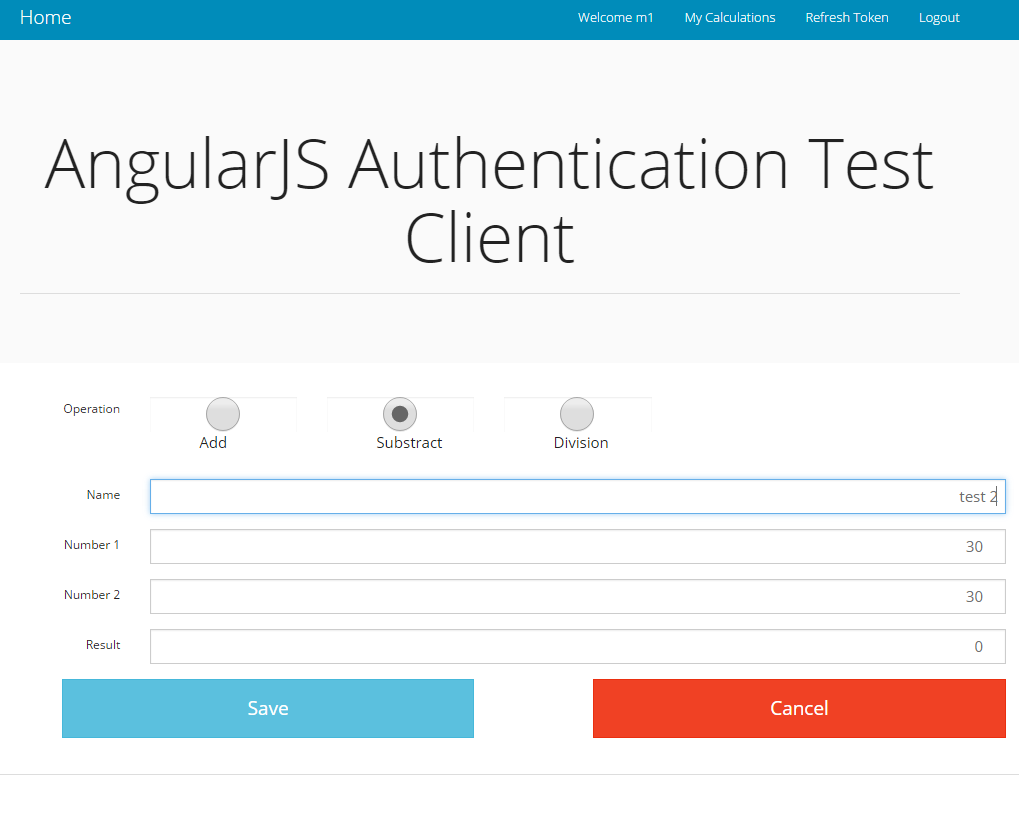 Home Welcome m1 My Calculations Refresh Token Logout
AngularJS Authentication Test
Client
Operation
Add Substract Division
Name test 2
Number 1 30
Number 2 30
Result 0
Save Cancel